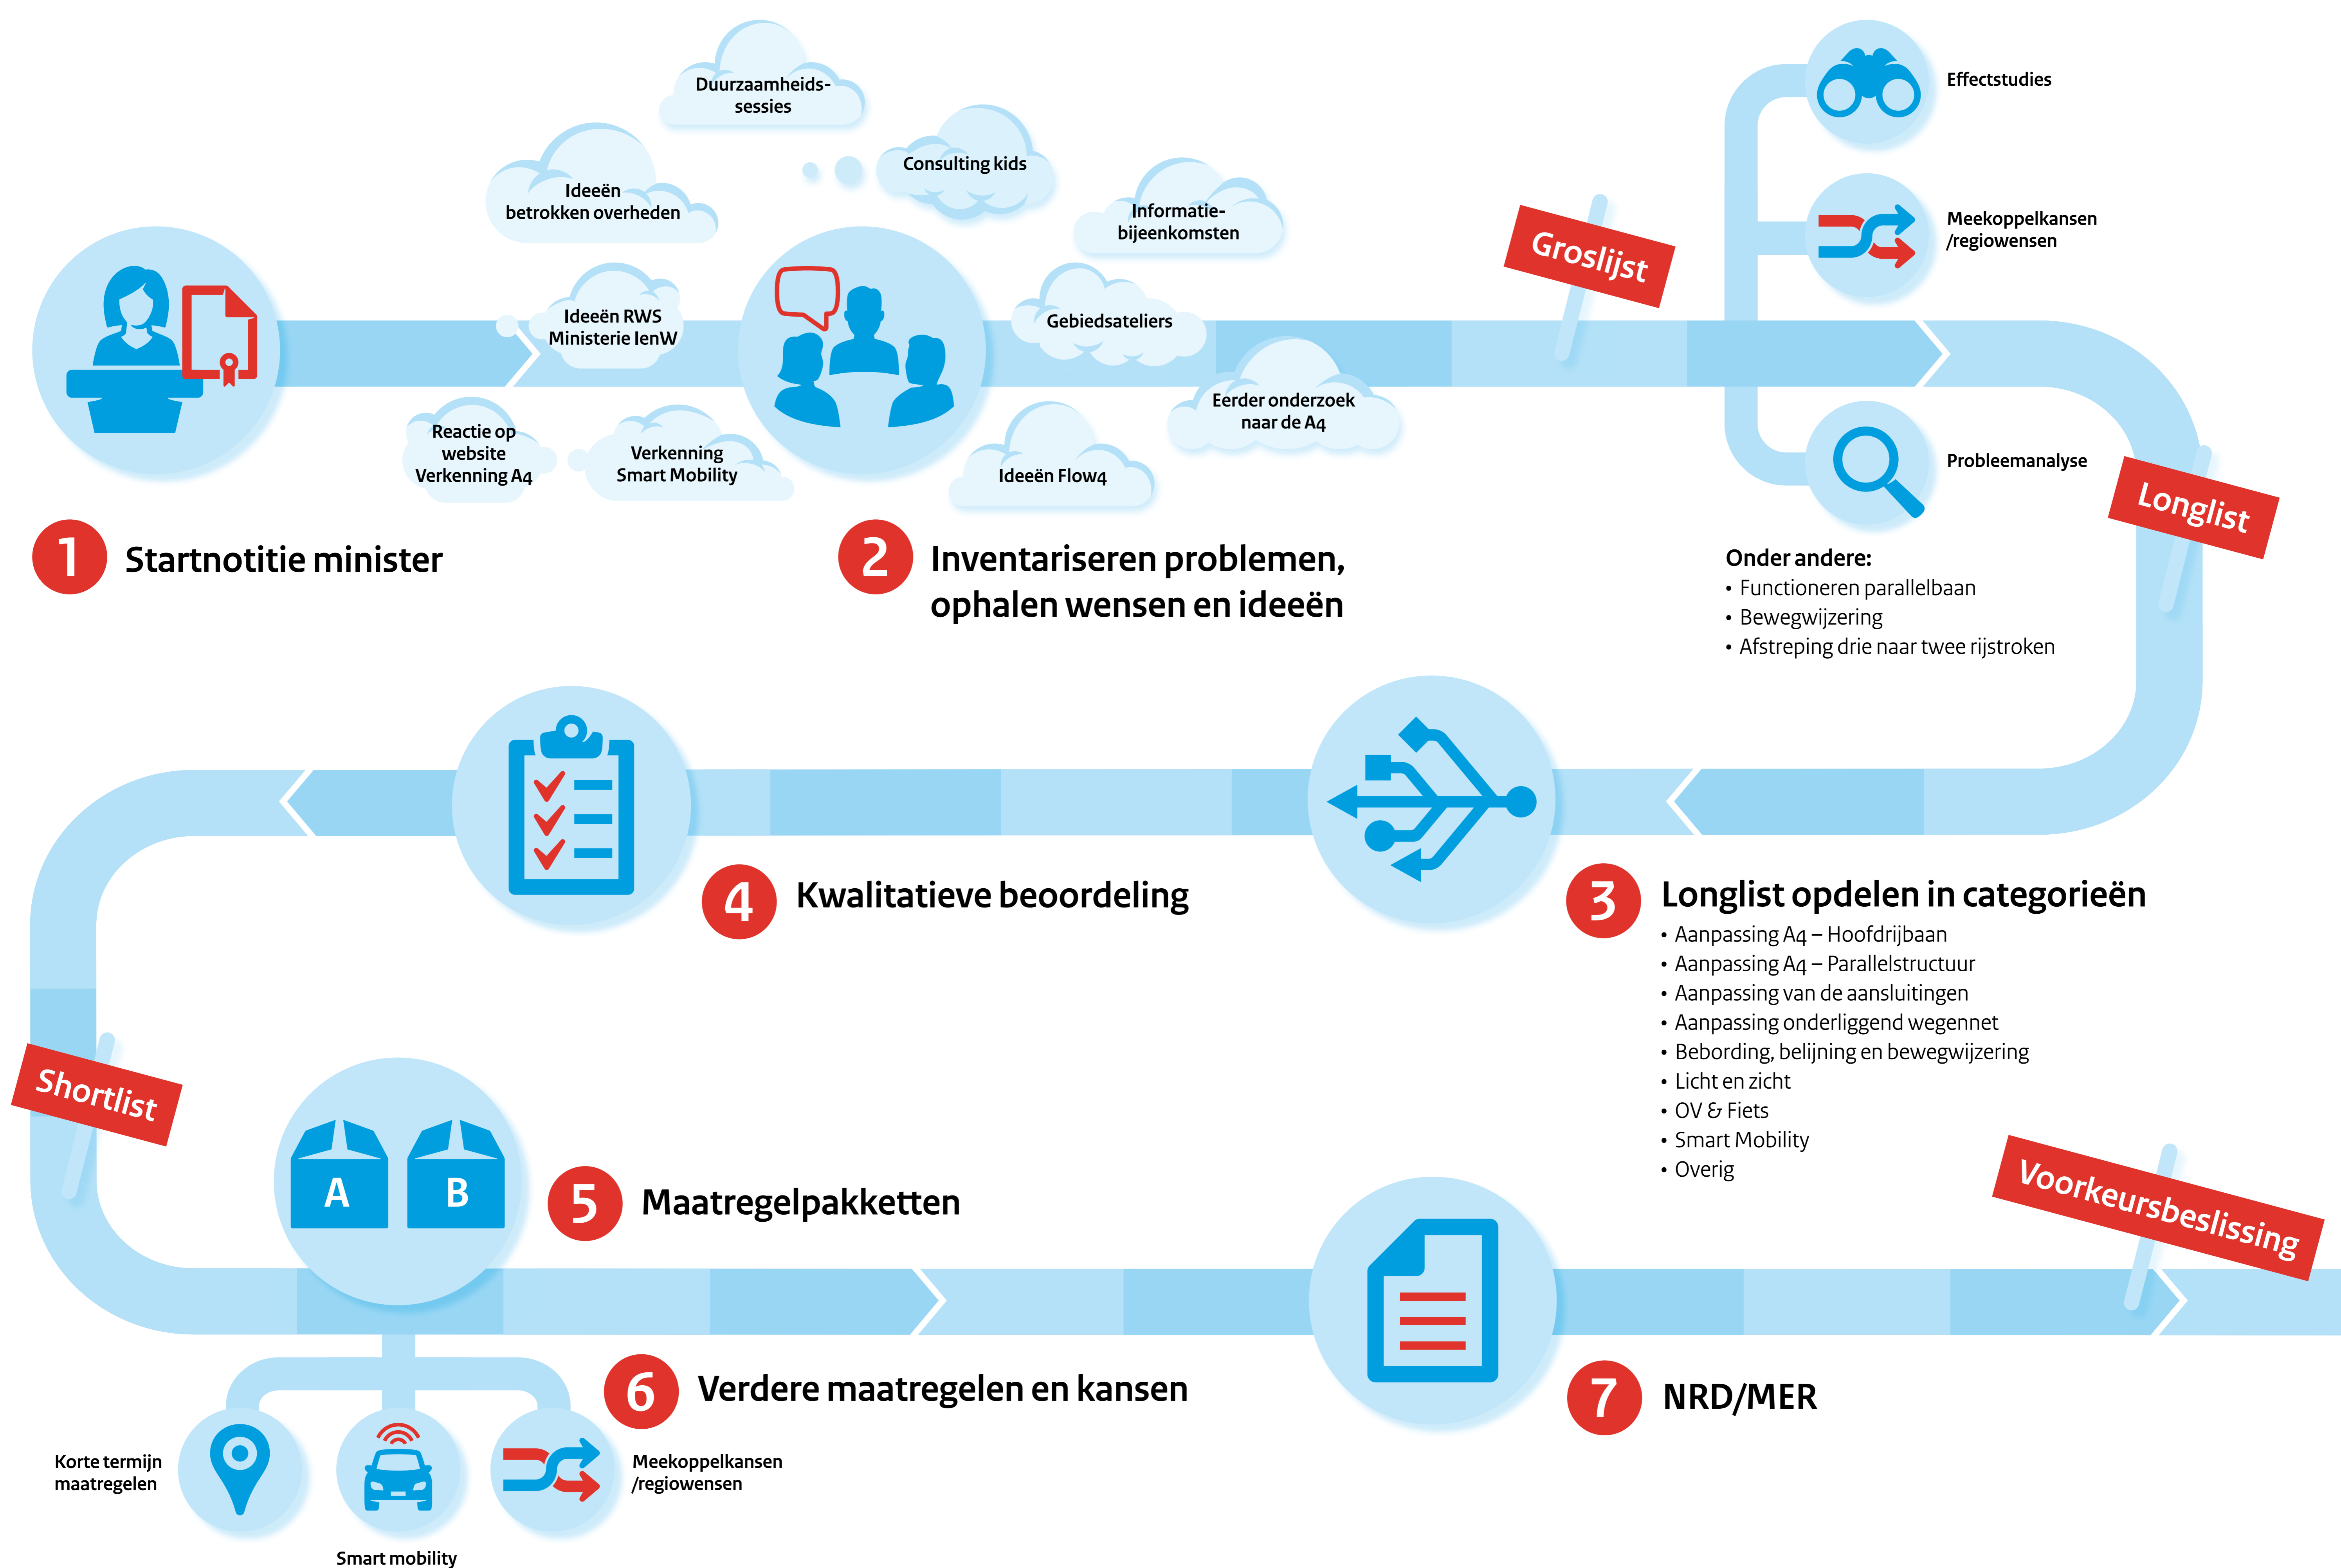 Duurzaamheids-
sessies
Consulting kids
Ideeën
betrokken overheden
Informatie-
bijeenkomsten
Ideeën RWS
Ministerie IenW
Gebiedsateliers
Eerder onderzoek
naar de A4
Reactie op
website
Verkenning A4
Verkenning
Smart Mobility
Ideeën Flow4
Groslijst
Effectstudies
Meekoppelkansen
/regiowensen
Probleemanalyse
Longlist
1 Startnotitie minister
2 Inventariseren problemen,
ophalen wensen en ideeën
Onder andere:
• Functioneren parallelbaan
• Bewegwijzering
• Afstreping drie naar twee rijstroken
3 Longlist opdelen in categorieën
• Aanpassing A4 – Hoofdrijbaan
• Aanpassing A4 – Parallelstructuur
• Aanpassing van de aansluitingen
• Aanpassing onderliggend wegennet
• Bebording, belijning en bewegwijzering
• Licht en zicht
• OV & Fiets
• Smart Mobility
• Overig
4 Kwalitatieve beoordeling
Shortlist
A B
5 Maatregelpakketten
6 Verdere maatregelen en kansen
Korte termijn
maatregelen
Smart mobility
Meekoppelkansen
/regiowensen
7 NRD/MER
Voorkeursbeslissing